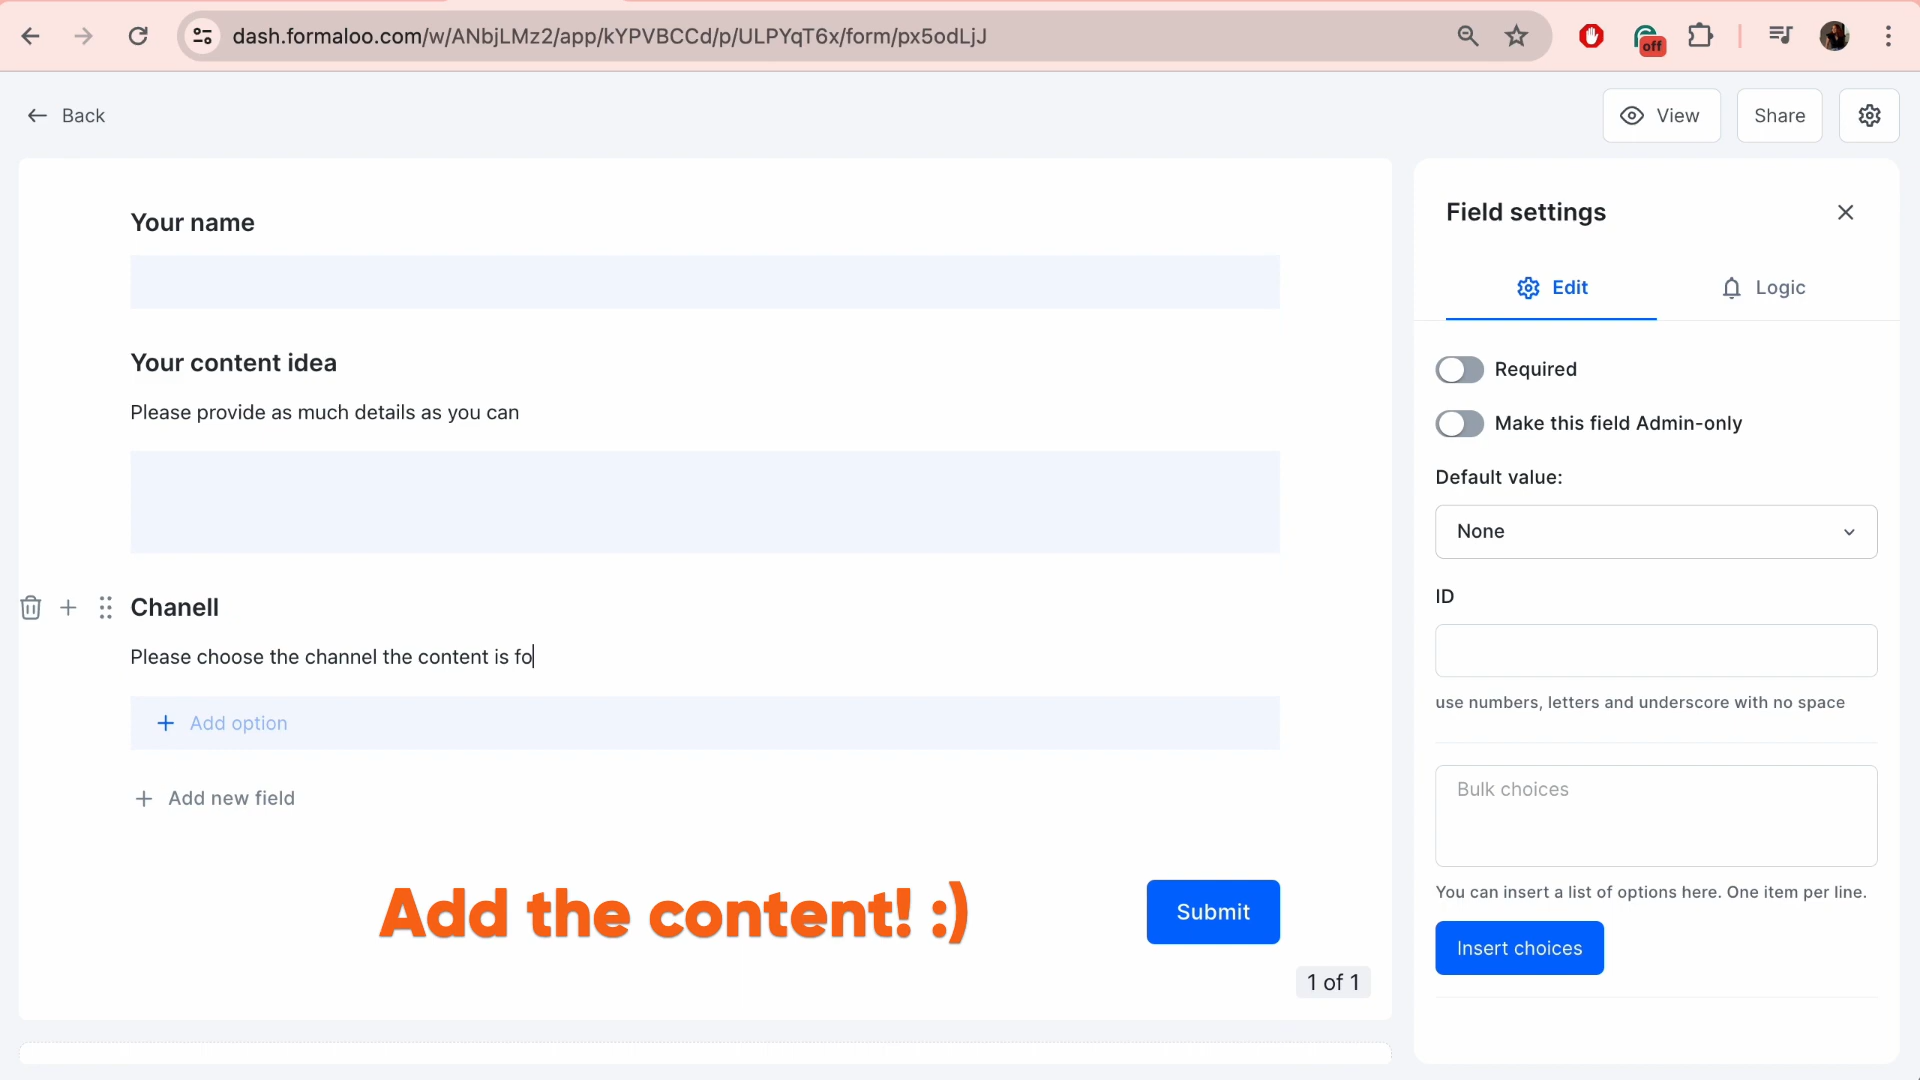 dash.formaloo.com/w/ANbjLMz2/app/kYPVBCCd/p/ULPYqT6x/form/px5odLjJ
off
Back
View
Share
Your name
Your content idea
Please provide as much details as you can
Chanell
Please choose the channel the content is fo
Add option
Add new field
Add the content! :)
Submit
1 of 1
Field settings
Edit
Logic
Required
Make this field Admin-only
Default value:
None
ID
use numbers, letters and underscore with no space
Bulk choices
You can insert a list of options here. One item per line.
Insert choices